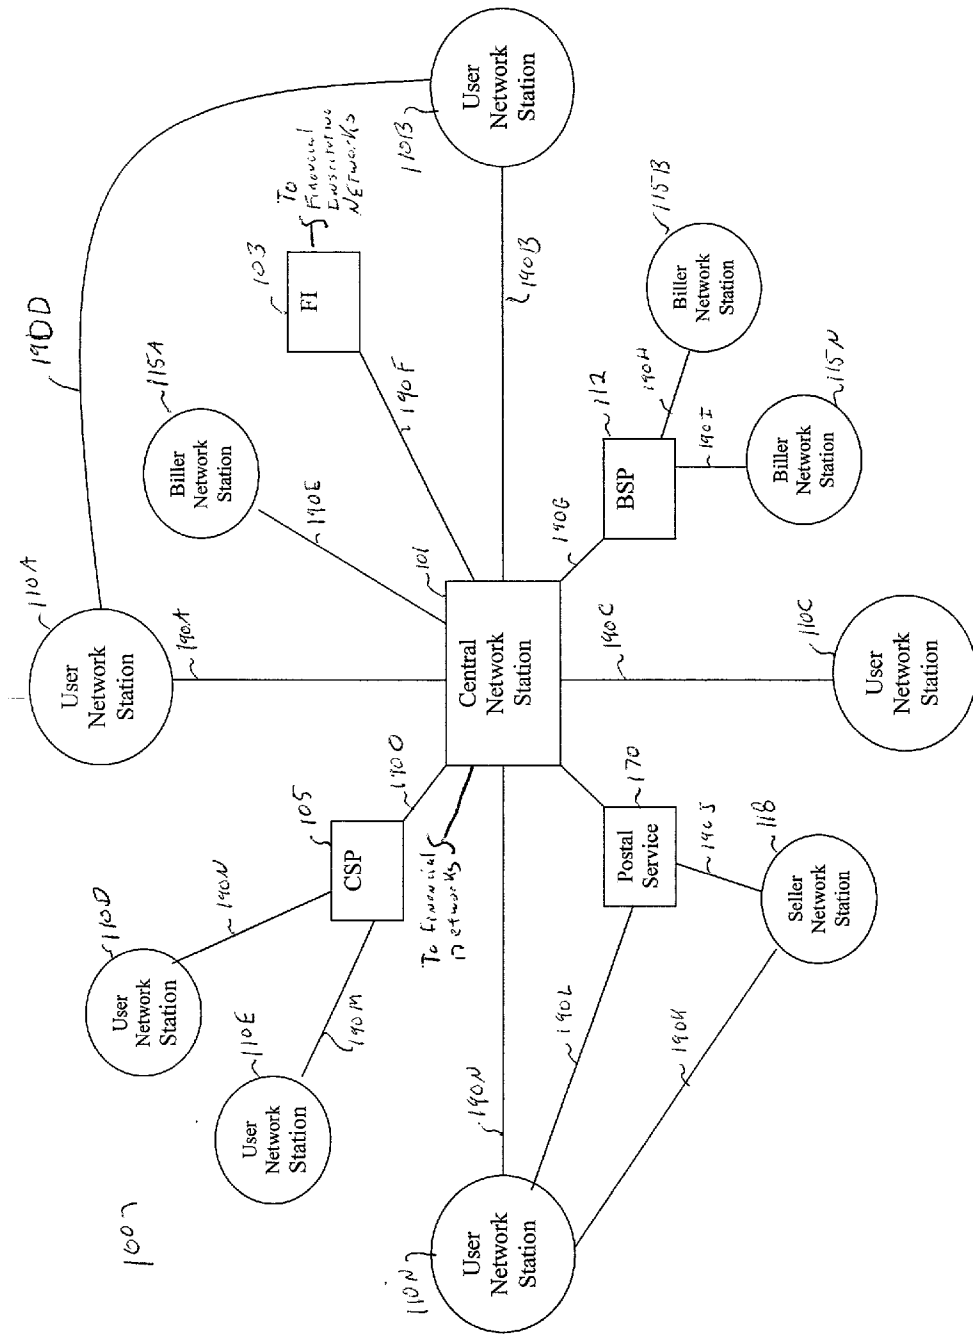 100
110N
User
Network
Station
110E
User
Network
Station
110D
User
Network
Station
190M
190N
105
CSP
190O
To Financial
Networks
190N
190L
190K
Postal
Service
170
190J
118
Seller
Network
Station
110A
User
Network
Station
190A
190DD
115A
Biller
Network
Station
190E
101
Central
Network
Station
190C
110C
User
Network
Station
103
FI
To
Financial
Institution
Networks
190F
190B
110B
User
Network
Station
190G
112
BSP
190H
190I
115B
Biller
Network
Station
115N
Biller
Network
Station